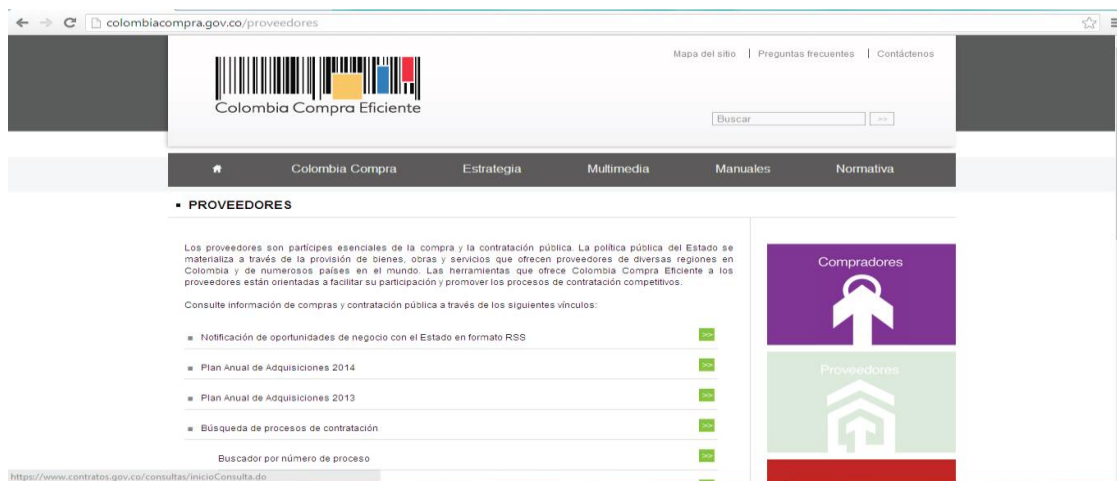 colombiacompra.gov.co/proveedores
Mapa del sitio | Preguntas frecuentes | Contáctenos
Colombia Compra Eficiente
Buscar >>
Colombia Compra Estrategia Multimedia Manuales Normativa
PROVEEDORES
Los proveedores son partícipes esenciales de la compra y la contratación pública. La política pública del Estado se
materializa a través de la provisión de bienes, obras y servicios que ofrecen proveedores de diversas regiones en
Colombia y de numerosos países en el mundo. Las herramientas que ofrece Colombia Compra Eficiente a los
proveedores están orientadas a facilitar su participación y promover los procesos de contratación competitivos.
Consulte información de compras y contratación pública a través de los siguientes vínculos:
Notificación de oportunidades de negocio con el Estado en formato RSS >>
Plan Anual de Adquisiciones 2014 >>
Plan Anual de Adquisiciones 2013 >>
Búsqueda de procesos de contratación >>
Buscador por número de proceso >>
Compradores
Proveedores
https://www.contratos.gov.co/consultas/inicioConsulta.do